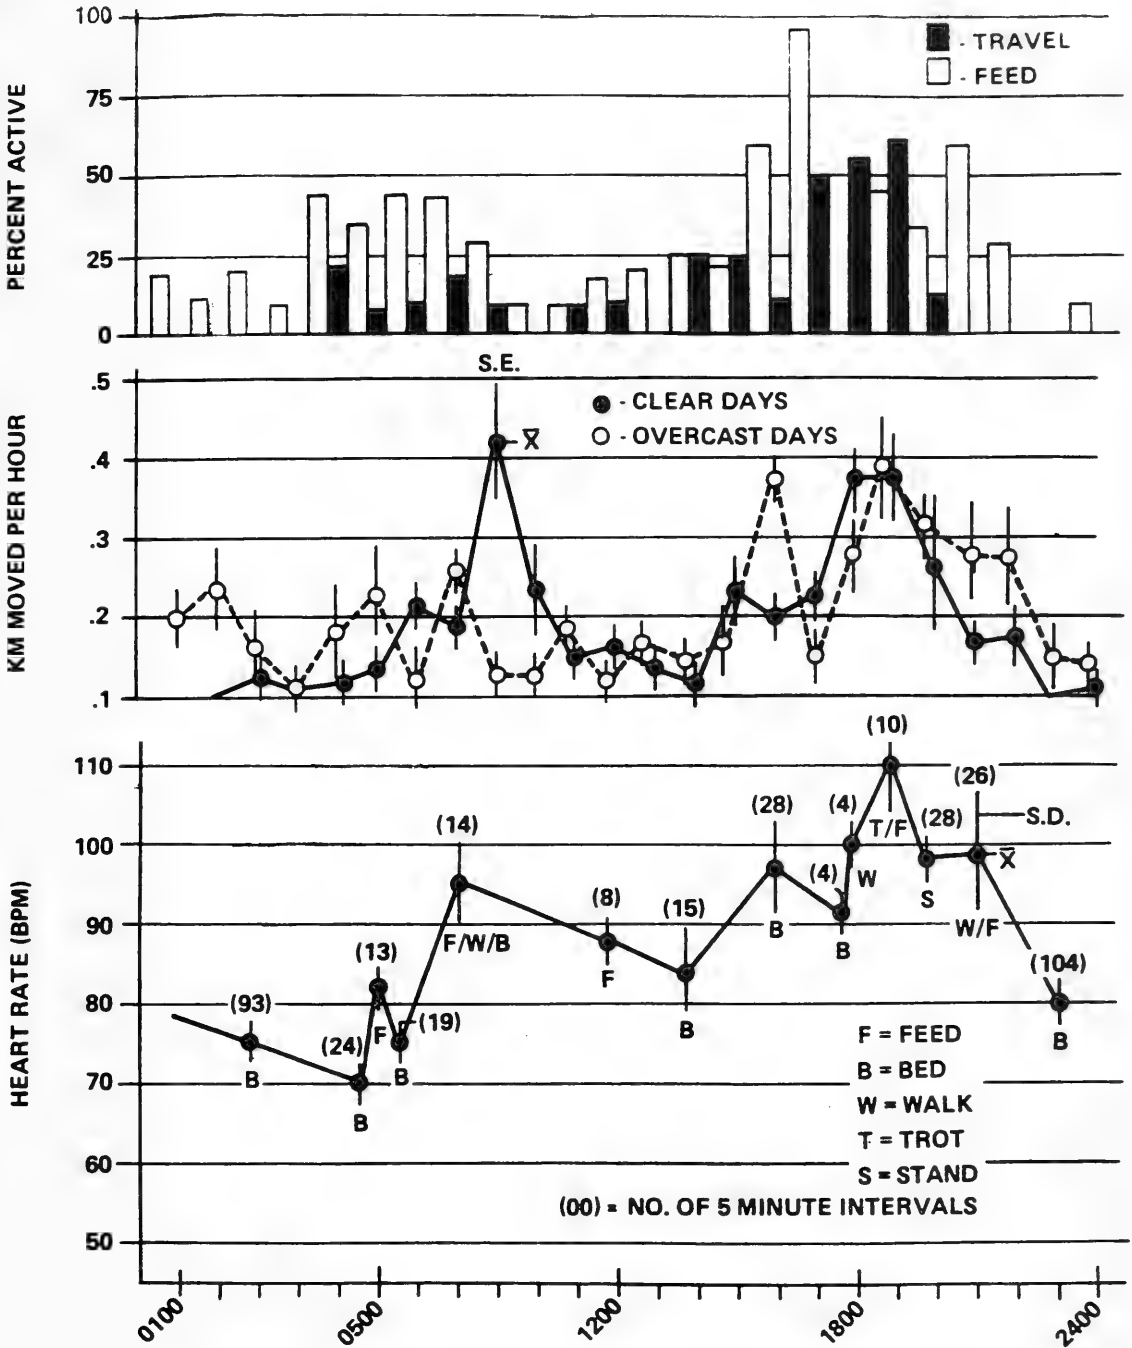 100
75
50
25
0
PERCENT ACTIVE
- TRAVEL
- FEED
S.E.
.5
.4
.3
.2
.1
KM MOVED PER HOUR
- CLEAR DAYS
- OVERCAST DAYS
X̅
110
100
90
80
70
60
50
HEART RATE (BPM)
(93)
B
(24)
B
(13)
F
(19)
B
(14)
F/W/B
(8)
F
(15)
B
(28)
B
(4)
B
(4)
W
(10)
T/F
(28)
S
(26)
S.D.
X̅
W/F
(104)
B
F = FEED
B = BED
W = WALK
T = TROT
S = STAND
(00) = NO. OF 5 MINUTE INTERVALS
0100
0500
1200
1800
2400